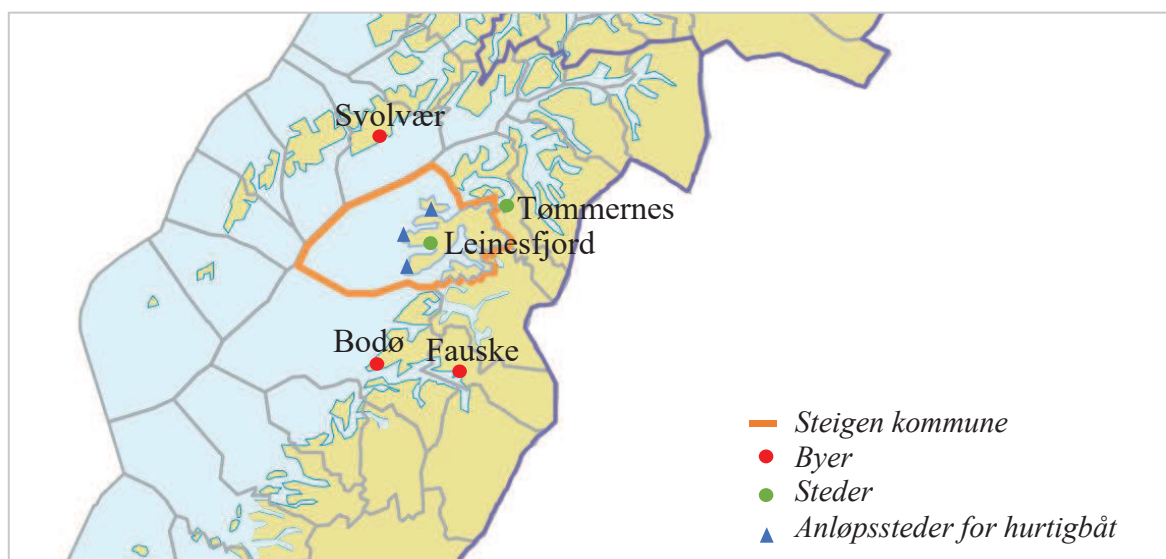 Svolvær
Tømmernes
Leinesfjord
Bodø
Fauske
Steigen kommune
Byer
Steder
Anløpssteder for hurtigbåt